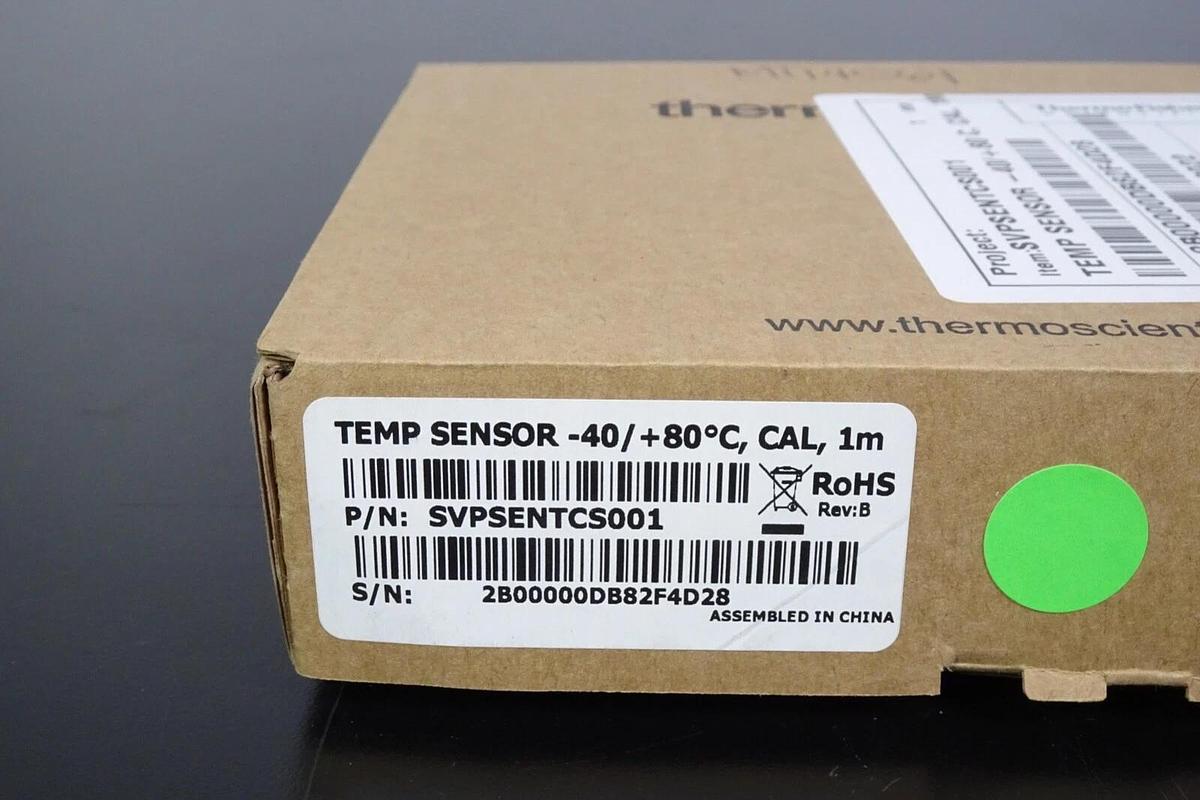 therm
Project:
Item:SVPSENTCS001
TEMP SENSOR -40/+80°C, CAL,
www.thermoscien
TEMP SENSOR -40/+80°C, CAL, 1m
RoHS
Rev:B
P/N: SVPSENTCS001
S/N: 2B00000DB82F4D28
ASSEMBLED IN CHINA